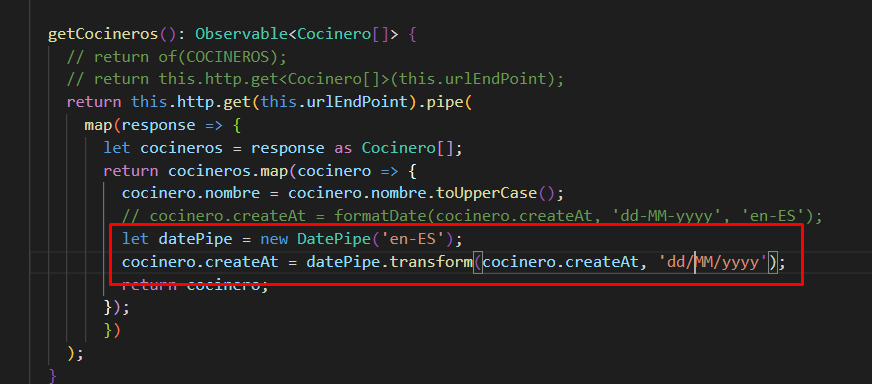 getCocineros(): Observable<Cocinero[]> {
// return of(COCINEROS);
// return this.http.get<Cocinero[]>(this.urlEndPoint);
return this.http.get(this.urlEndPoint).pipe(
map(response => {
let cocineros = response as Cocinero[];
return cocineros.map(cocinero => {
cocinero.nombre = cocinero.nombre.toUpperCase();
// cocinero.createAt = formatDate(cocinero.createAt, 'dd-MM-yyyy', 'en-ES');
let datePipe = new DatePipe('en-ES');
cocinero.createAt = datePipe.transform(cocinero.createAt, 'dd/MM/yyyy');
return cocinero;
});
})
);
}